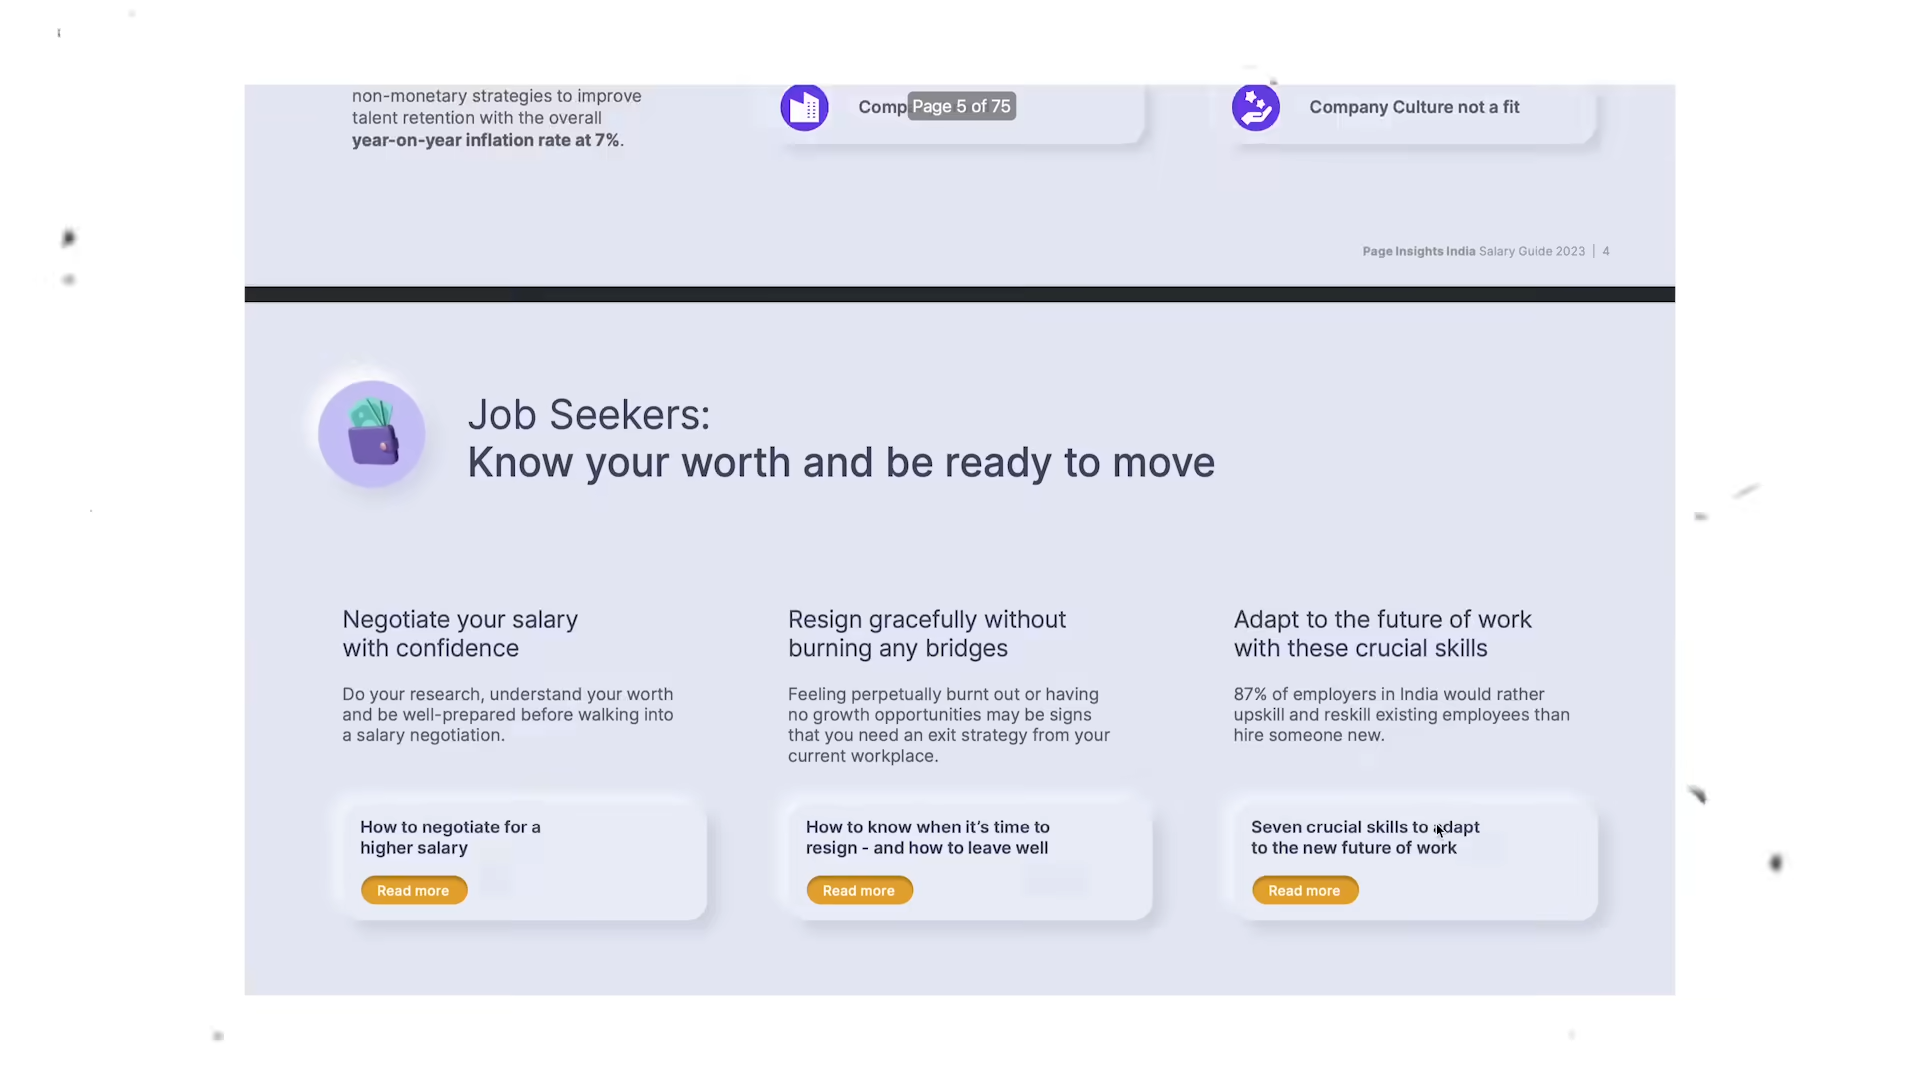 non-monetary strategies to improve
talent retention with the overall
year-on-year inflation rate at 7%.
Comp
Page 5 of 75
Company Culture not a fit
Page Insights India Salary Guide 2023 | 4
Job Seekers:
Know your worth and be ready to move
Negotiate your salary
with confidence
Do your research, understand your worth
and be well-prepared before walking into
a salary negotiation.
How to negotiate for a
higher salary
Read more
Resign gracefully without
burning any bridges
Feeling perpetually burnt out or having
no growth opportunities may be signs
that you need an exit strategy from your
current workplace.
How to know when it’s time to
resign - and how to leave well
Read more
Adapt to the future of work
with these crucial skills
87% of employers in India would rather
upskill and reskill existing employees than
hire someone new.
Seven crucial skills to adapt
to the new future of work
Read more